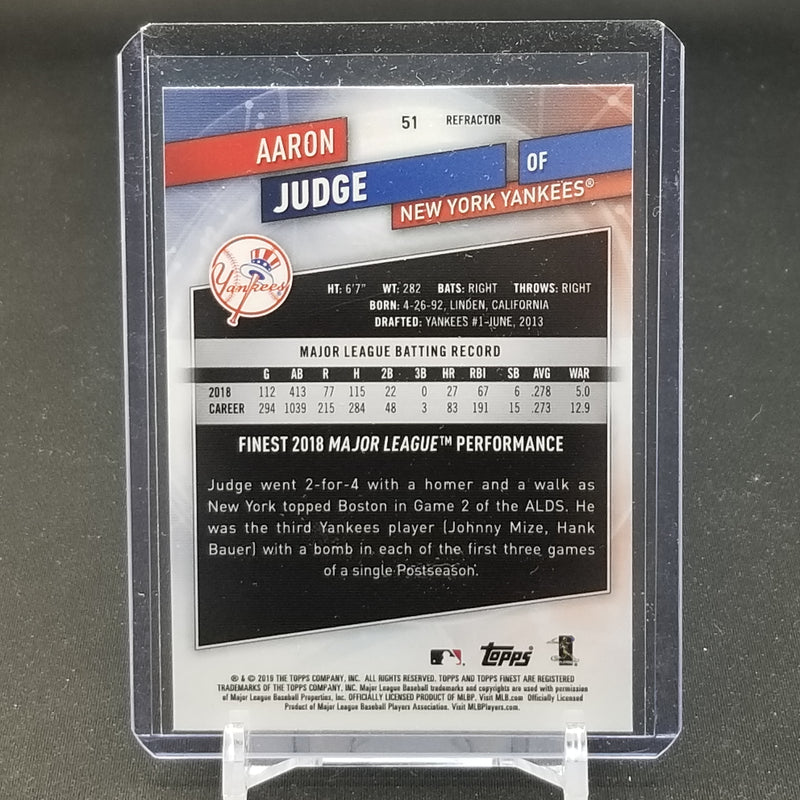 51 REFRACTOR
AARON
JUDGE
OF
NEW YORK YANKEES®
Yankees
HT: 6'7" WT: 282 BATS: RIGHT THROWS: RIGHT
BORN: 4-26-92, LINDEN, CALIFORNIA
DRAFTED: YANKEES #1-JUNE, 2013
MAJOR LEAGUE BATTING RECORD
G AB R H 2B 3B HR RBI SB AVG WAR
2018 112 413 77 115 22 0 27 67 6 .278 5.0
CAREER 294 1039 215 284 48 3 83 191 15 .273 12.9
FINEST 2018 MAJOR LEAGUE™ PERFORMANCE
Judge went 2-for-4 with a homer and a walk as
New York topped Boston in Game 2 of the ALDS. He
was the third Yankees player (Johnny Mize, Hank
Bauer) with a bomb in each of the first three games
of a single Postseason.
topps
® & © 2019 THE TOPPS COMPANY, INC. ALL RIGHTS RESERVED. TOPPS AND TOPPS FINEST ARE REGISTERED
TRADEMARKS OF THE TOPPS COMPANY, INC. Major League Baseball trademarks and copyrights are used with permission
of Major League Baseball Properties, Inc. OFFICIALLY LICENSED PRODUCT OF MLBP. Visit MLB.com Officially Licensed
Product of Major League Baseball Players Association. Visit MLBPlayers.com.